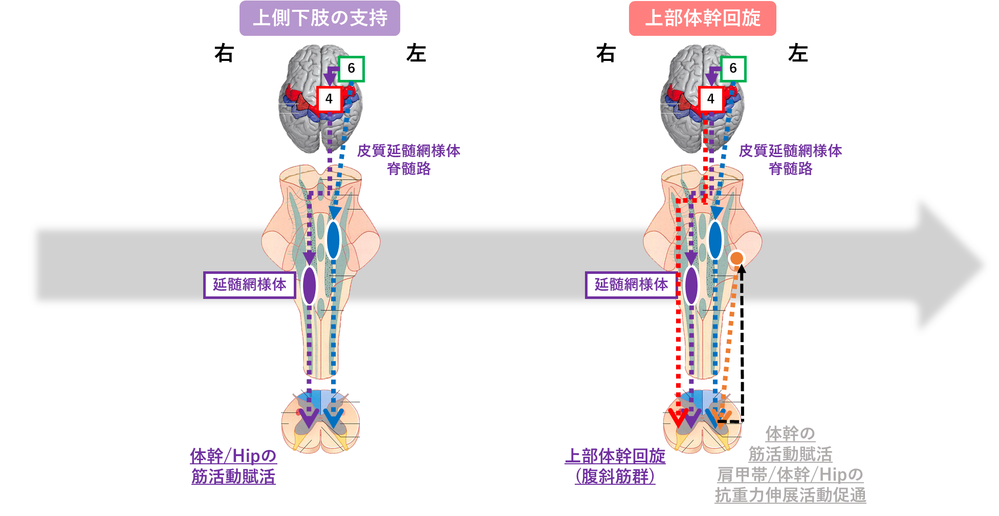 上側下肢の支持
右
左
6
4
皮質延髄網様体
脊髄路
延髄網様体
体幹/Hipの
筋活動賦活
上部体幹回旋
右
左
6
4
皮質延髄網様体
脊髄路
延髄網様体
上部体幹回旋
（腹斜筋群）
体幹の
筋活動賦活
肩甲帯/体幹/Hipの
抗重力伸展活動促通